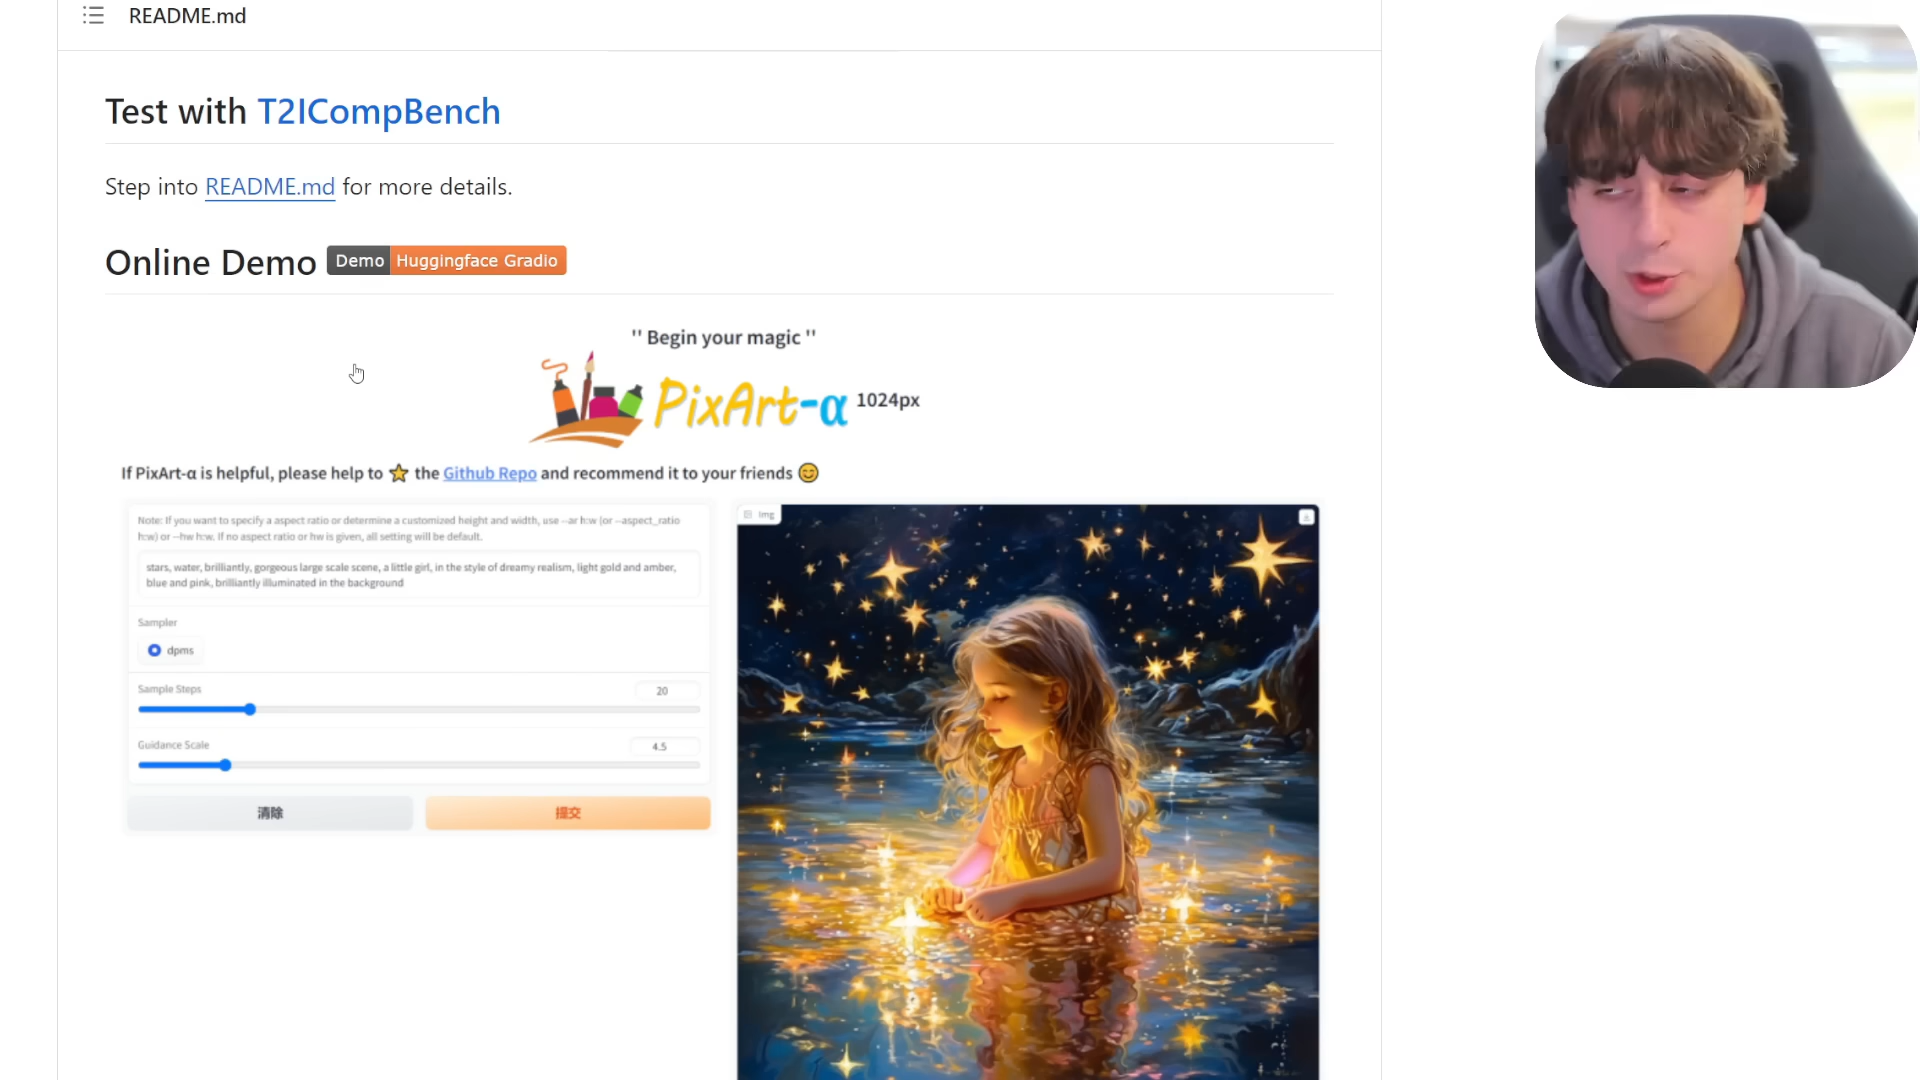 README.md
Test with T2ICompBench
Step into README.md for more details.
Online Demo Demo Huggingface Gradio
" Begin your magic "
PixArt-α 1024px
If PixArt-α is helpful, please help to ⭐ the Github Repo and recommend it to your friends 😊
Note: If you want to specify a aspect ratio or determine a customized height and width, use --ar h:w (or --aspect_ratio
h:w) or --hw h:w. If no aspect ratio or hw is given, all setting will be default.
stars, water, brilliantly, gorgeous large scale scene, a little girl, in the style of dreamy realism, light gold and amber,
blue and pink, brilliantly illuminated in the background
Sampler
dpms
Sample Steps 20
Guidance Scale 4.5
清除 提交
Img